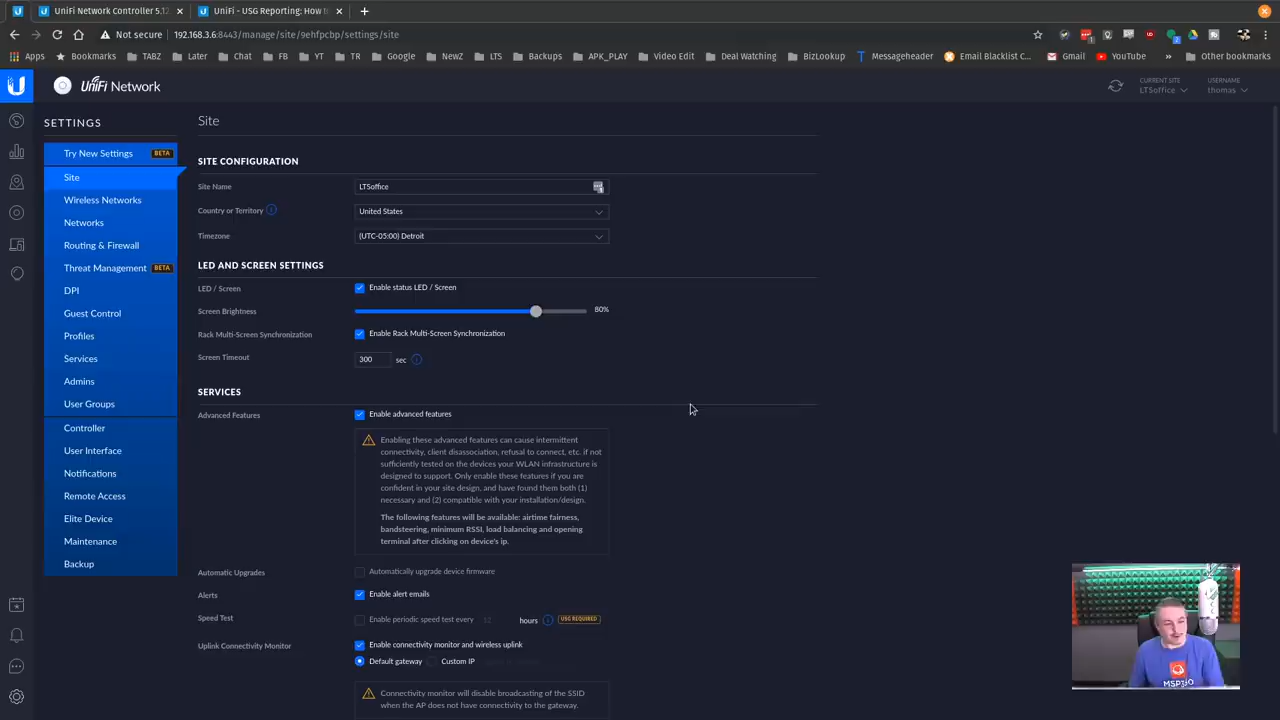 UniFi Network Controller 5.12
UniFi - USG Reporting: How t
Not secure
192.168.3.6:8443/manage/site/9ehfpcbp/settings/site
Apps
Bookmarks
TABZ
Later
Chat
FB
YT
TR
Google
NewZ
LTS
Backups
APK_PLAY
Video Edit
Deal Watching
BizLookup
Messageheader
Email Blacklist C...
Gmail
YouTube
»
Other bookmarks
UniFi Network
CURRENT SITE
LTSoffice
USERNAME
thomas
SETTINGS
Try New Settings BETA
Site
Wireless Networks
Networks
Routing & Firewall
Threat Management BETA
DPI
Guest Control
Profiles
Services
Admins
User Groups
Controller
User Interface
Notifications
Remote Access
Elite Device
Maintenance
Backup
Site
SITE CONFIGURATION
Site Name LTSoffice
Country or Territory United States
Timezone (UTC-05:00) Detroit
LED AND SCREEN SETTINGS
LED / Screen Enable status LED / Screen
Screen Brightness 80%
Rack Multi-Screen Synchronization Enable Rack Multi-Screen Synchronization
Screen Timeout 300 sec
SERVICES
Advanced Features Enable advanced features
Enabling these advanced features can cause intermittent
connectivity, client disassociation, refusal to connect, etc. if not
sufficiently tested on the devices your WLAN infrastructure is
designed to support. Only enable these features if you are
confident in your site design, and have found them both (1)
necessary and (2) compatible with your installation/design.
The following features will be available: airtime fairness,
bandsteering, minimum RSSI, load balancing and opening
terminal after clicking on device's ip.
Automatic Upgrades Automatically upgrade device firmware
Alerts Enable alert emails
Speed Test Enable periodic speed test every 12 hours USG REQUIRED
Uplink Connectivity Monitor Enable connectivity monitor and wireless uplink
Default gateway Custom IP
Connectivity monitor will disable broadcasting of the SSID
when the AP does not have connectivity to the gateway.